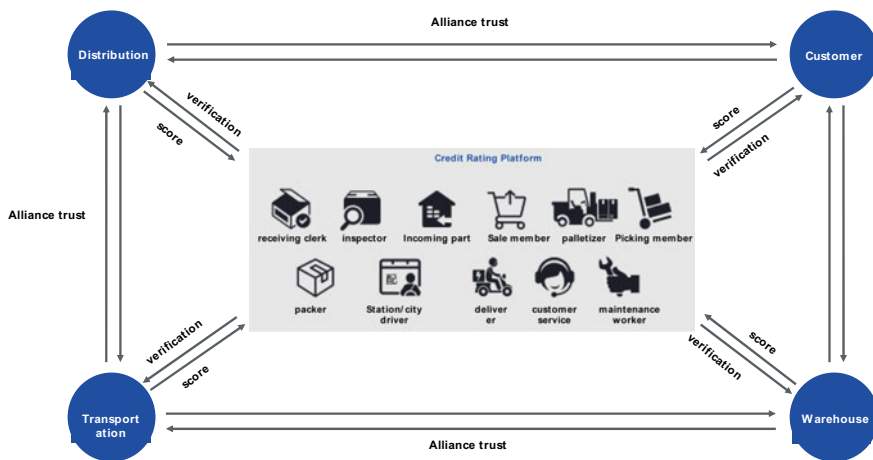 Alliance trust
Distribution
Customer
verification
score
score
verification
Credit Rating Platform
Alliance trust
receiving clerk
inspector
Incoming part
Sale member
palletizer
Picking member
packer
Station/city
driver
deliver
er
customer
service
maintenance
worker
verification
score
score
verification
Transport
ation
Warehouse
Alliance trust